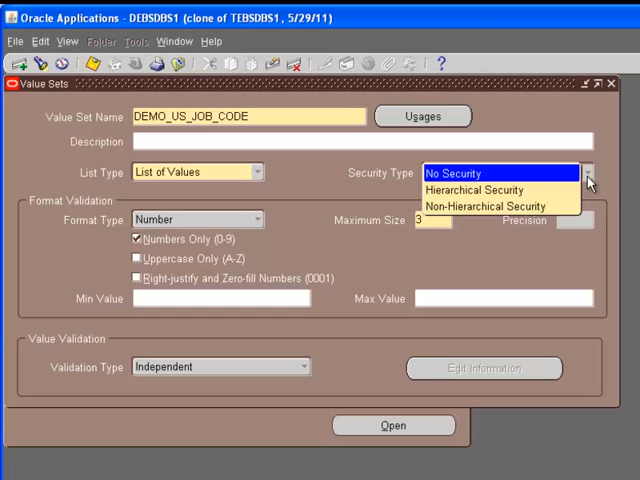 Oracle Applications - DEBSDBS1 (clone of TEBSDBS1, 5/29/11)
File Edit View Folder Tools Window Help
Value Sets
Value Set Name DEMO_US_JOB_CODE Usages
Description
List Type List of Values Security Type No Security
Hierarchical Security
Non-Hierarchical Security
Format Validation
Format Type Number Maximum Size 3 Precision
Numbers Only (0-9)
Uppercase Only (A-Z)
Right-justify and Zero-fill Numbers (0001)
Min Value Max Value
Value Validation
Validation Type Independent Edit Information
Open